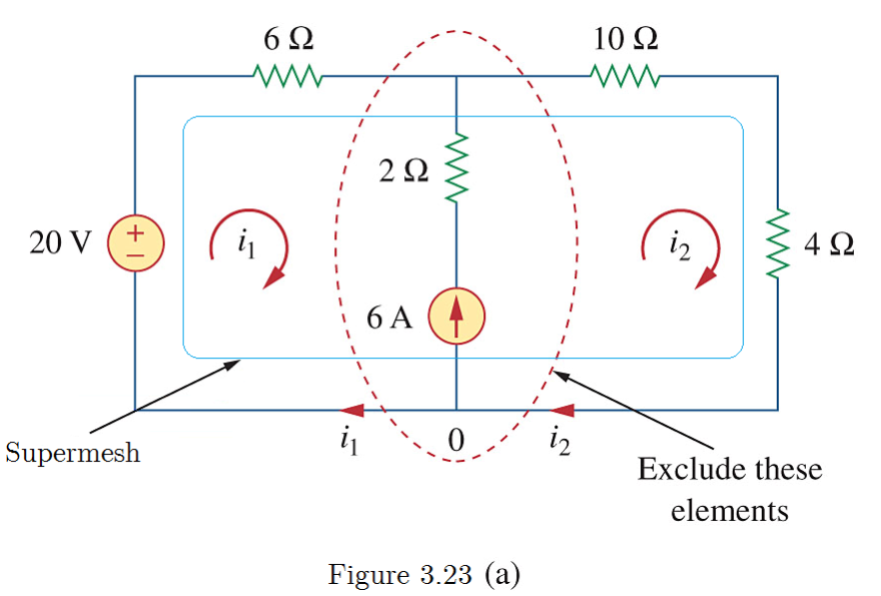 6 Ω
10 Ω
2 Ω
20 V
+
−
i₁
i₂
4 Ω
6 A
i₁
0
i₂
Supermesh
Exclude these
elements
Figure 3.23 (a)